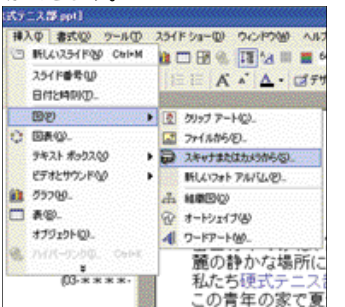 式テニス部.ppt]
挿入(I) 書式(O) ツール(T) スライド ショー(D) ウィンドウ(W) ヘル
新しいスライド(N) Ctrl+M
スライド番号(U)
日付と時刻(T)...
図(P)
図表(G)...
テキスト ボックス(X)
ビデオとサウンド(V)
グラフ(H)...
表(B)...
オブジェクト(O)...
ハイパーリンク(I)... Ctrl+K
クリップ アート(C)...
ファイルから(F)...
スキャナまたはカメラから(S)...
新しいフォト アルバム(P)...
組織図(O)
オートシェイプ(A)
ワードアート(W)...
デザ
麗の静かな場所に
私たち硬式テニス部
この青年の家で夏
(03-＊＊＊＊-